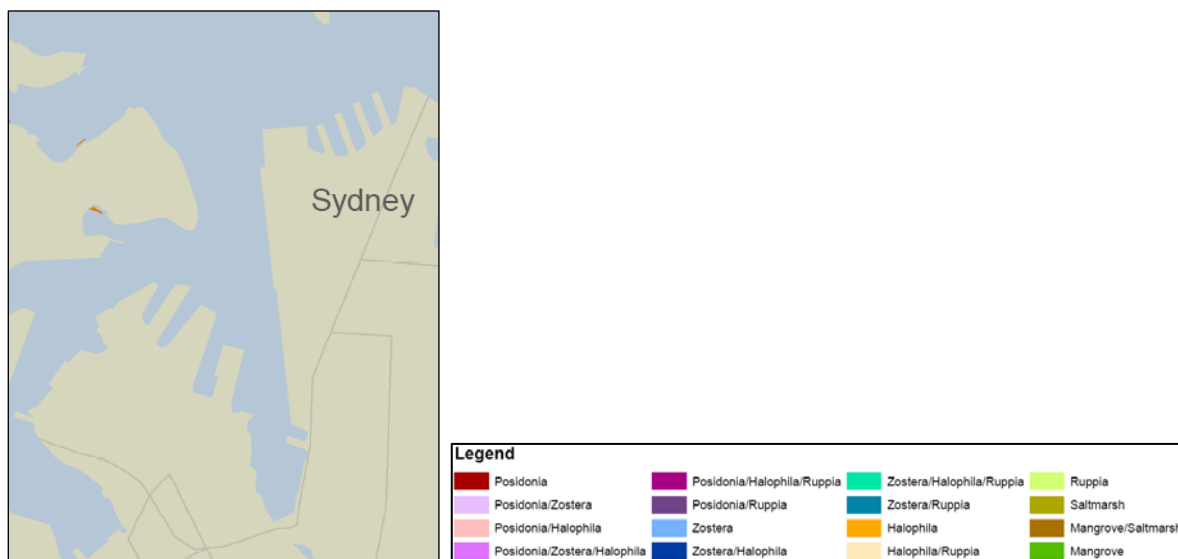 Sydney
Legend
Posidonia
Posidonia/Zostera
Posidonia/Halophila
Posidonia/Zostera/Halophila
Posidonia/Halophila/Ruppia
Posidonia/Ruppia
Zostera
Zostera/Halophila
Zostera/Halophila/Ruppia
Zostera/Ruppia
Halophila
Halophila/Ruppia
Ruppia
Saltmarsh
Mangrove/Saltmarsh
Mangrove